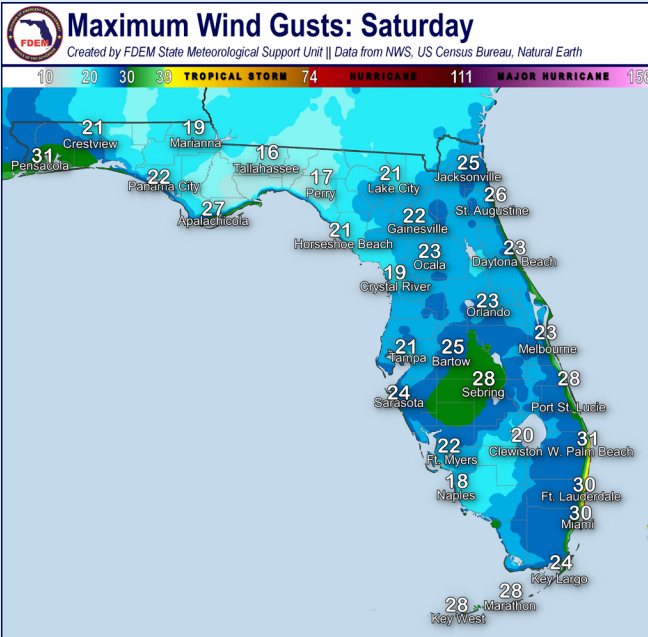 FDEM
Maximum Wind Gusts: Saturday
Created by FDEM State Meteorological Support Unit || Data from NWS, US Census Bureau, Natural Earth
10 20 30 39 TROPICAL STORM 74 HURRICANE 111 MAJOR HURRICANE 156
21
Crestview
19
Marianna
31
Pensacola
16
Tallahassee
22
Panama City
17
Perry
21
Lake City
25
Jacksonville
27
Apalachicola
26
St. Augustine
22
Gainesville
21
Horseshoe Beach
23
Ocala
23
Daytona Beach
19
Crystal River
23
Orlando
23
Melbourne
21
Tampa
25
Bartow
24
Sarasota
28
Sebring
28
Port St. Lucie
22
Ft. Myers
20
Clewiston
31
W. Palm Beach
18
Naples
30
Ft. Lauderdale
30
Miami
24
Key Largo
28
Marathon
28
Key West